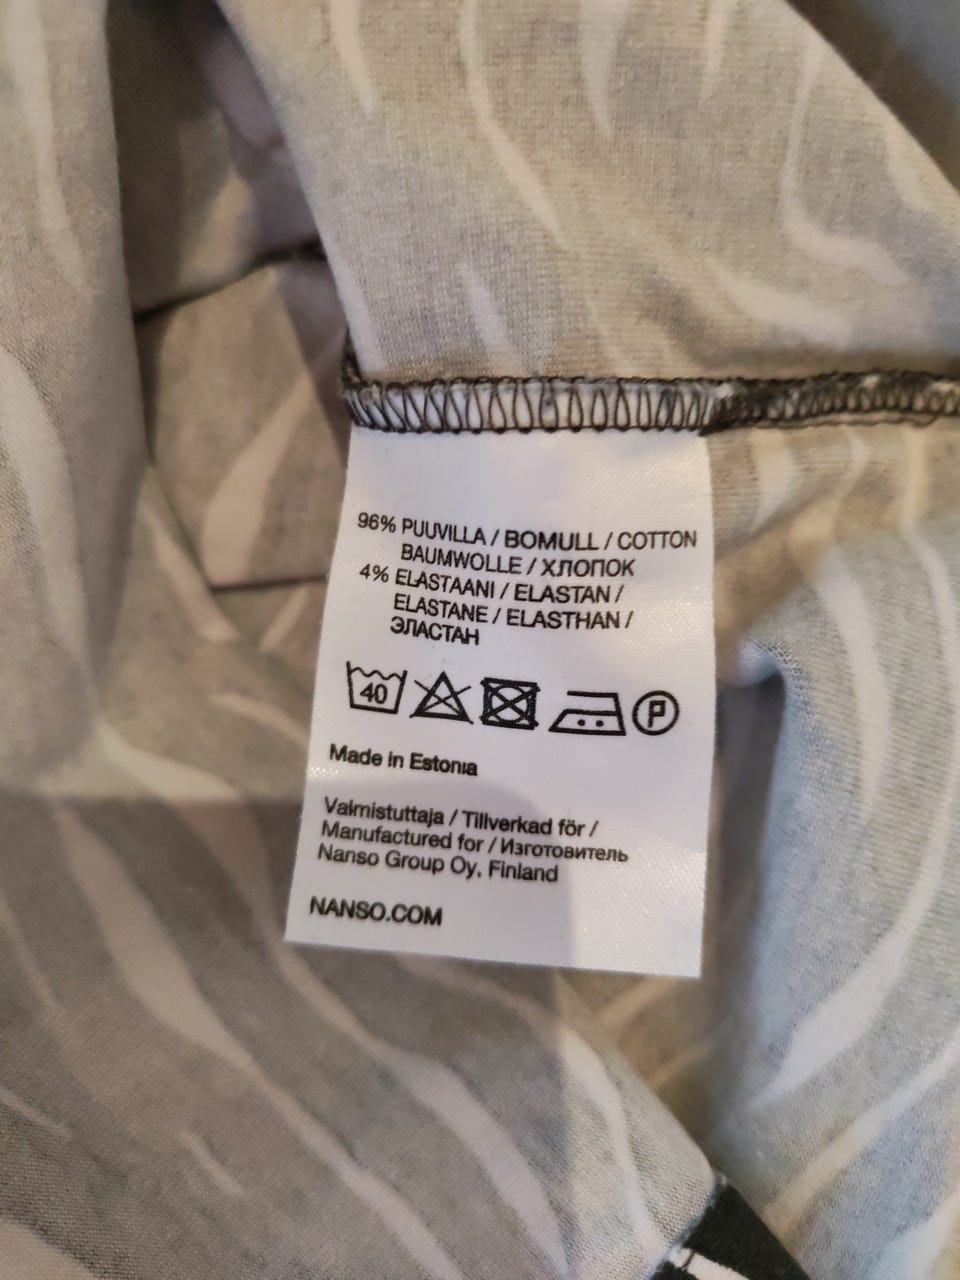 96% PUUVILLA / BOMULL / COTTON
BAUMWOLLE / ХЛОПОК
4% ELASTAANI / ELASTAN /
ELASTANE / ELASTHAN /
ЭЛАСТАН
40 P
Made in Estonia
Valmistuttaja / Tillverkad för /
Manufactured for / Изготовитель
Nanso Group Oy, Finland
NANSO.COM